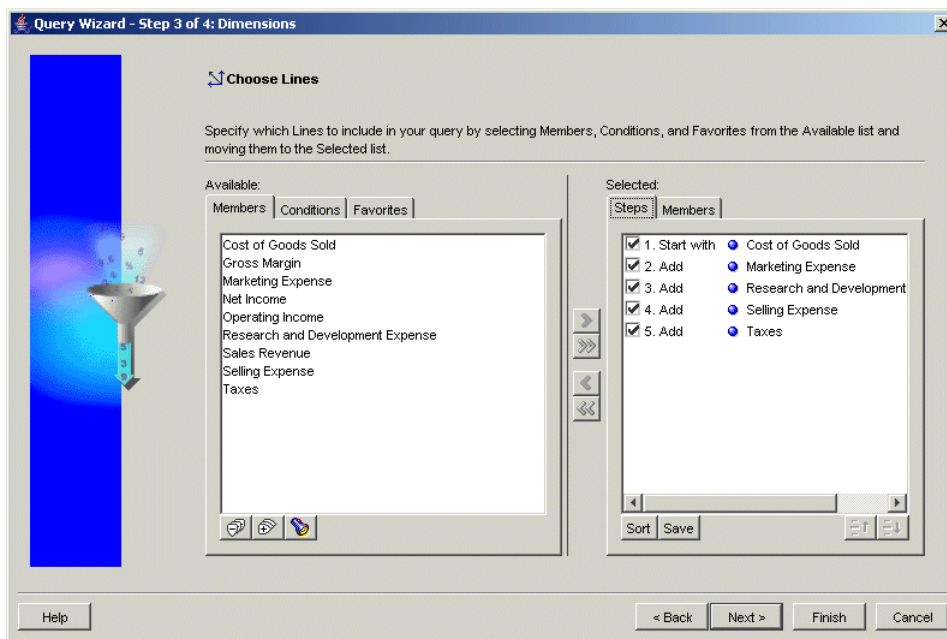 Query Wizard - Step 3 of 4: Dimensions
Choose Lines
Specify which Lines to include in your query by selecting Members, Conditions, and Favorites from the Available list and
moving them to the Selected list.
Available:
Members Conditions Favorites
Cost of Goods Sold
Gross Margin
Marketing Expense
Net Income
Operating Income
Research and Development Expense
Sales Revenue
Selling Expense
Taxes
Selected:
Steps Members
1. Start with Cost of Goods Sold
2. Add Marketing Expense
3. Add Research and Development
4. Add Selling Expense
5. Add Taxes
Sort Save
Help
< Back Next > Finish Cancel